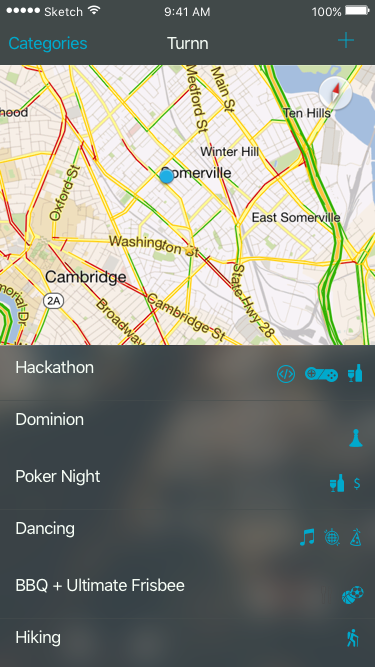 Sketch 9:41 AM 100%
Categories Turnn +
Medford St
Main St
hood
Ten Hills
Winter Hill
Somerville
Oxford St
East Somerville
Washington St
Cambridge
State Hwy 28
2A
morial Dr
Cambridge St
Broadway
Hackathon
</>
Dominion
Poker Night
$
Dancing
BBQ + Ultimate Frisbee
Hiking